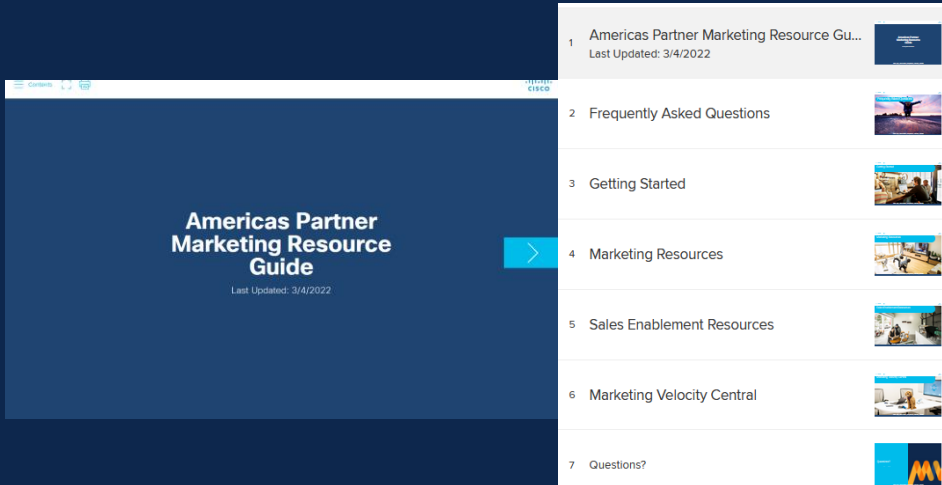 Contents
CISCO
Americas Partner
Marketing Resource
Guide
Last Updated: 3/4/2022
1 Americas Partner Marketing Resource Gu...
Last Updated: 3/4/2022
2 Frequently Asked Questions
3 Getting Started
4 Marketing Resources
5 Sales Enablement Resources
6 Marketing Velocity Central
7 Questions?